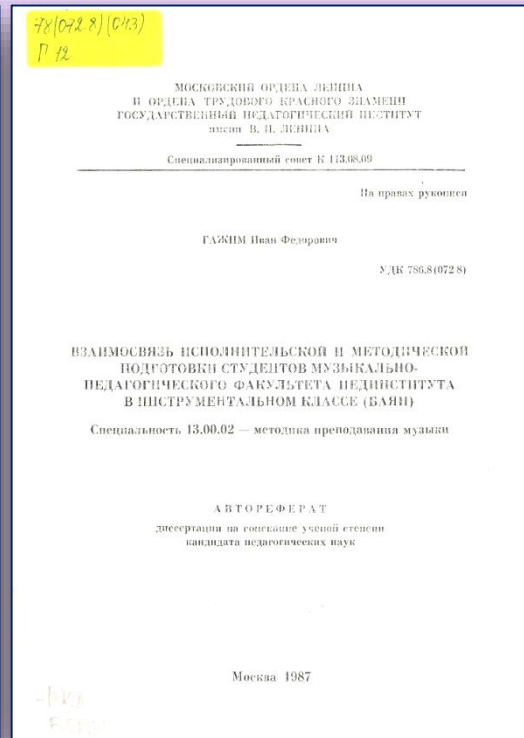 78(072.8)(043)
Г 12
МОСКОВСКИЙ ОРДЕНА ЛЕНИНА
И ОРДЕНА ТРУДОВОГО КРАСНОГО ЗНАМЕНИ
ГОСУДАРСТВЕННЫЙ ПЕДАГОГИЧЕСКИЙ ИНСТИТУТ
имени В. И. ЛЕНИНА
Специализированный совет К 113.08.09
На правах рукописи
ГАЖИМ Иван Федорович
УДК 786.8(072 8)
ВЗАИМОСВЯЗЬ ИСПОЛНИТЕЛЬСКОЙ И МЕТОДИЧЕСКОЙ
ПОДГОТОВКИ СТУДЕНТОВ МУЗЫКАЛЬНО-
ПЕДАГОГИЧЕСКОГО ФАКУЛЬТЕТА ПЕДИНСТИТУТА
В ИНСТРУМЕНТАЛЬНОМ КЛАССЕ (БАЯН)
Специальность 13.00.02 — методика преподавания музыки
АВТОРЕФЕРАТ
диссертации на соискание ученой степени
кандидата педагогических наук
Москва 1987